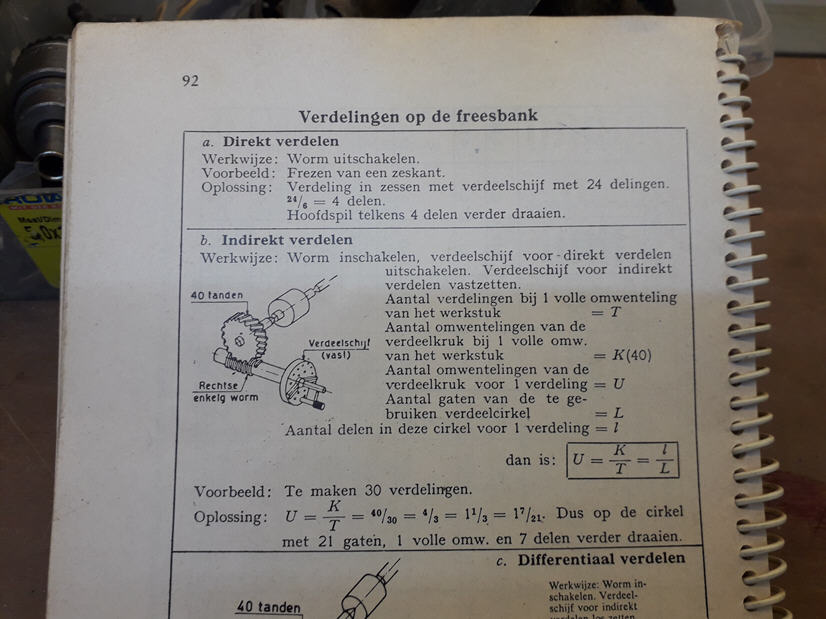 92
Verdelingen op de freesbank
a. Direkt verdelen
Werkwijze: Worm uitschakelen.
Voorbeeld: Frezen van een zeskant.
Oplossing: Verdeling in zessen met verdeelschijf met 24 delingen.
24/6 = 4 delen.
Hoofdspil telkens 4 delen verder draaien.
b. Indirekt verdelen
Werkwijze: Worm inschakelen, verdeelschijf voor direkt verdelen
uitschakelen. Verdeelschijf voor indirekt
verdelen vastzetten.
40 tanden
Verdeelschijf
(vast)
Rechtse
enkelg worm
Aantal verdelingen bij 1 volle omwenteling
van het werkstuk = T
Aantal omwentelingen van de
verdeelkruk bij 1 volle omw.
van het werkstuk = K(40)
Aantal omwentelingen van de
verdeelkruk voor 1 verdeling = U
Aantal gaten van de te ge-
bruiken verdeelcirkel = L
Aantal delen in deze cirkel voor 1 verdeling = l
dan is: U = K/T = l/L
Voorbeeld: Te maken 30 verdelingen.
Oplossing: U = K/T = 40/30 = 4/3 = 1 1/3 = 1 7/21. Dus op de cirkel
met 21 gaten, 1 volle omw. en 7 delen verder draaien.
c. Differentiaal verdelen
40 tanden
Werkwijze: Worm in-
schakelen. Verdeel-
schijf voor indirekt
verdelen los zetten